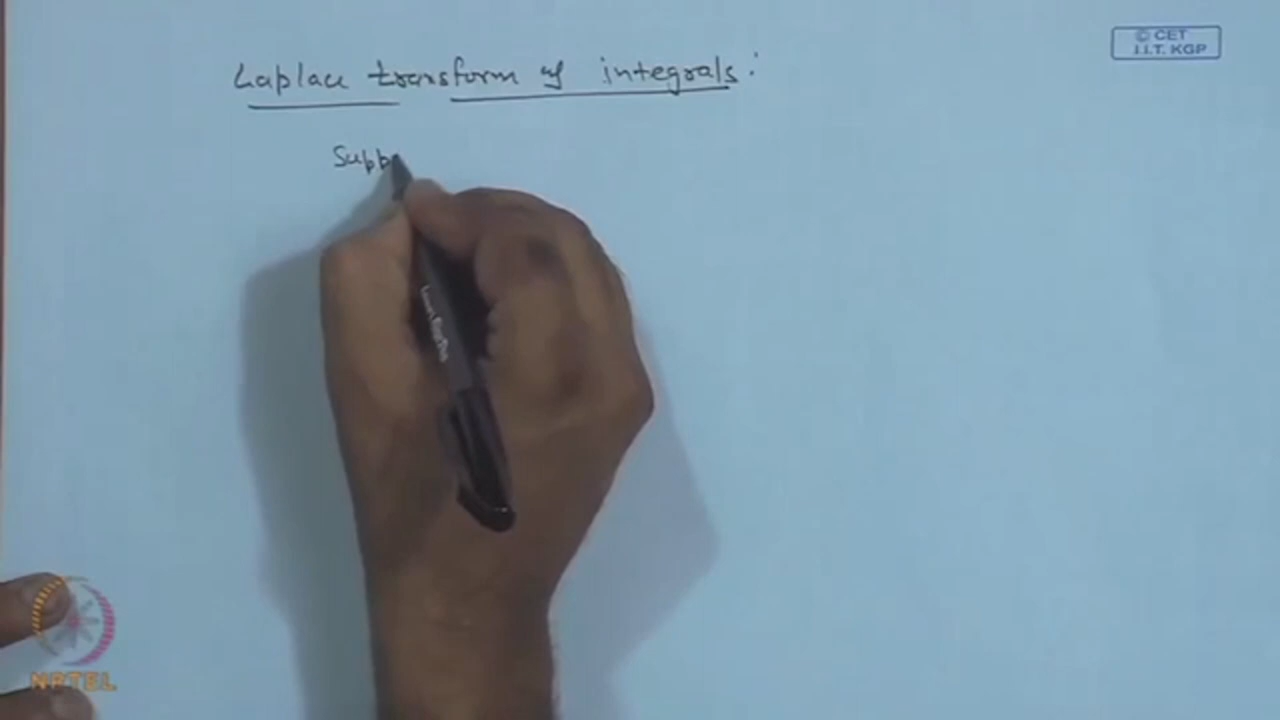 © CET
I.I.T. KGP
Laplace transform of integrals:
Supp
NPTEL